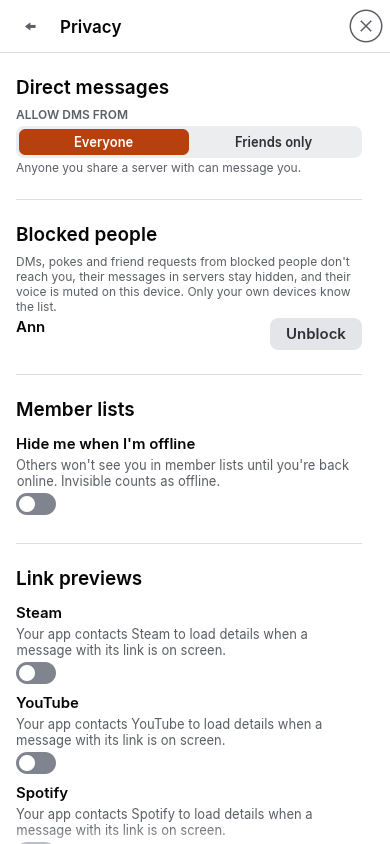 Privacy
Direct messages
ALLOW DMS FROM
Everyone
Friends only
Anyone you share a server with can message you.
Blocked people
DMs, pokes and friend requests from blocked people don't
reach you, their messages in servers stay hidden, and their
voice is muted on this device. Only your own devices know
the list.
Ann
Unblock
Member lists
Hide me when I'm offline
Others won't see you in member lists until you're back
online. Invisible counts as offline.
Link previews
Steam
Your app contacts Steam to load details when a
message with its link is on screen.
YouTube
Your app contacts YouTube to load details when a
message with its link is on screen.
Spotify
Your app contacts Spotify to load details when a
message with its link is on screen.